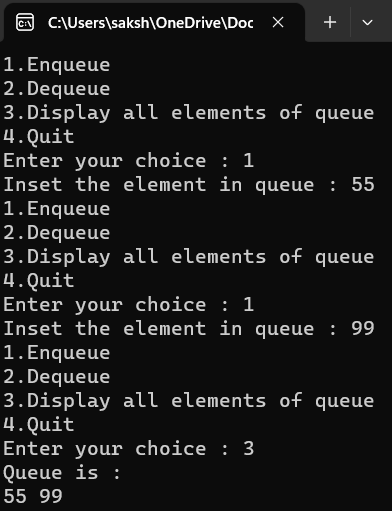 C:\Users\saksh\OneDrive\Doc
1.Enqueue
2.Dequeue
3.Display all elements of queue
4.Quit
Enter your choice : 1
Inset the element in queue : 55
1.Enqueue
2.Dequeue
3.Display all elements of queue
4.Quit
Enter your choice : 1
Inset the element in queue : 99
1.Enqueue
2.Dequeue
3.Display all elements of queue
4.Quit
Enter your choice : 3
Queue is :
55 99